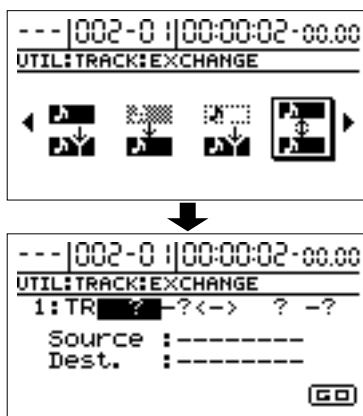 ---|002-01|00:00:02-00.00
UTIL:TRACK:EXCHANGE
---|002-01|00:00:02-00.00
UTIL:TRACK:EXCHANGE
1:TR ? -?<-> ? -?
Source :--------
Dest. :--------
GO